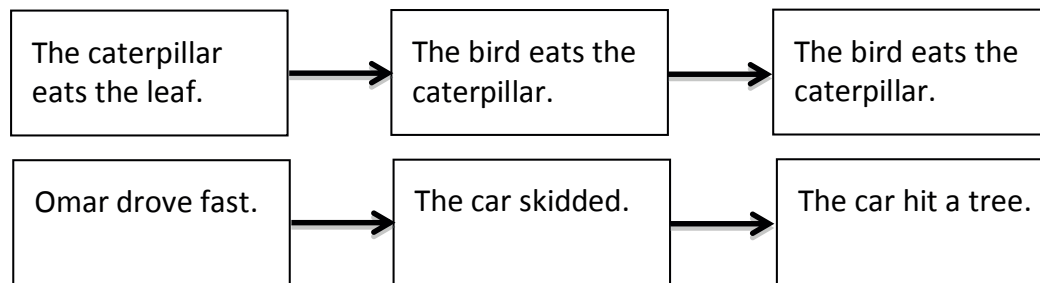 The caterpillar
eats the leaf.
The bird eats the
caterpillar.
The bird eats the
caterpillar.
Omar drove fast.
The car skidded.
The car hit a tree.